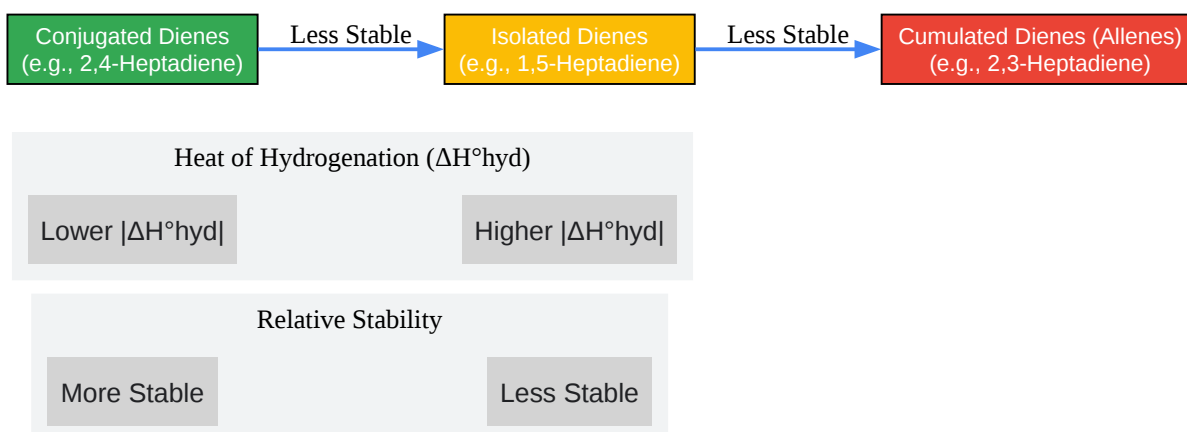 Conjugated Dienes
(e.g., 2,4-Heptadiene)
Less Stable
Isolated Dienes
(e.g., 1,5-Heptadiene)
Less Stable
Cumulated Dienes (Allenes)
(e.g., 2,3-Heptadiene)
Heat of Hydrogenation (ΔH°hyd)
Lower |ΔH°hyd|
Higher |ΔH°hyd|
Relative Stability
More Stable
Less Stable